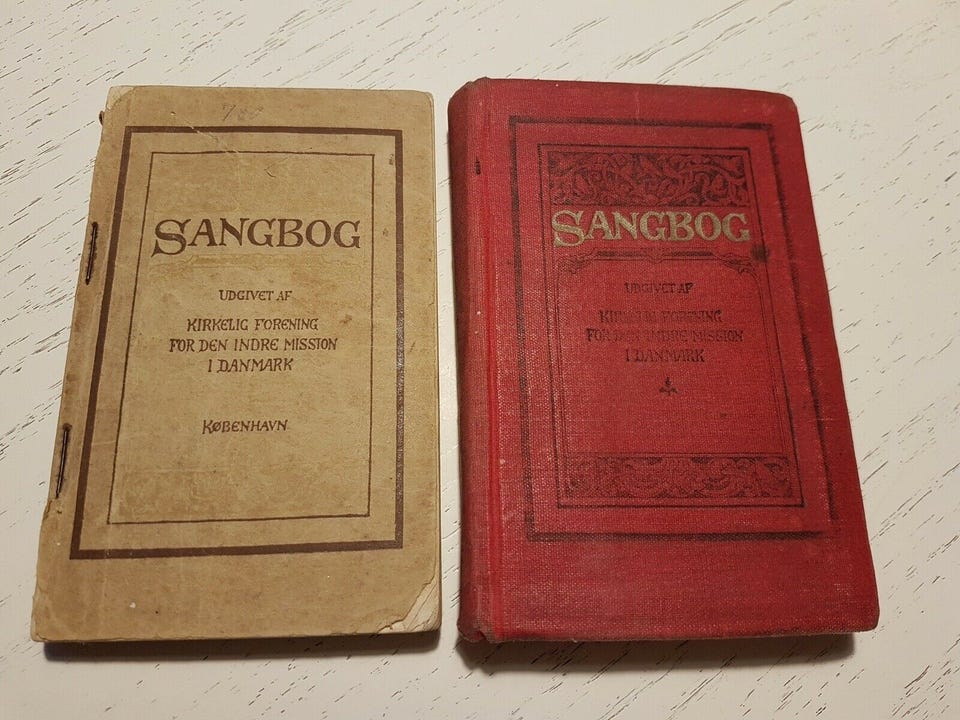 SANGBOG
UDGIVET AF
KIRKELIG FORENING
FOR DEN INDRE MISSION
I DANMARK
KØBENHAVN
SANGBOG
UDGIVET AF
KIRKELIG FORENING
FOR DEN INDRE MISSION
I DANMARK